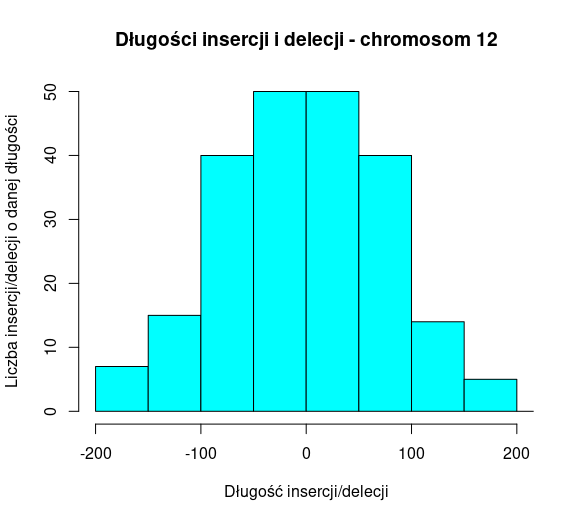 Długości insercji i delecji - chromosom 12
Liczba insercji/delecji o danej długości
50
40
30
20
10
0
-200 -100 0 100 200
Długość insercji/delecji